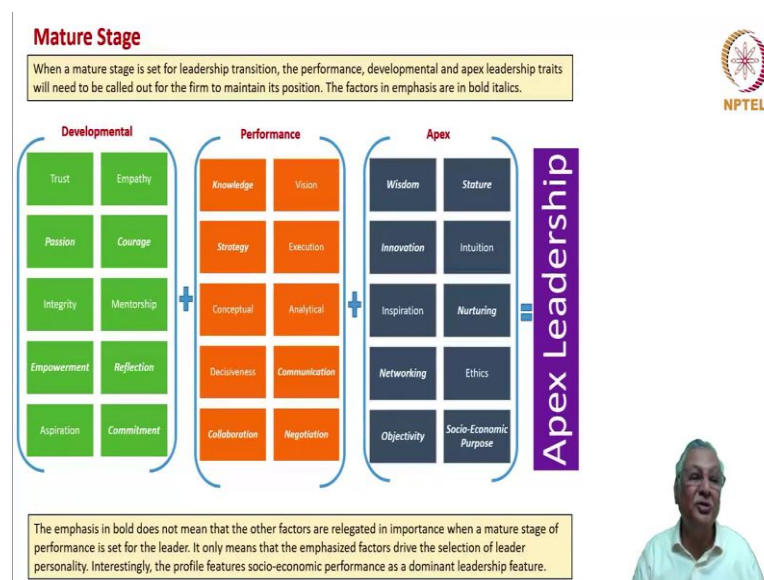 Mature Stage
When a mature stage is set for leadership transition, the performance, developmental and apex leadership traits
will need to be called out for the firm to maintain its position. The factors in emphasis are in bold italics.
NPTEL
Developmental
Performance
Apex
Trust Empathy
Knowledge Vision
Wisdom Stature
Passion Courage
Strategy Execution
Innovation Intuition
Integrity Mentorship
Conceptual Analytical
Inspiration Nurturing
Empowerment Reflection
Decisiveness Communication
Networking Ethics
Aspiration Commitment
Collaboration Negotiation
Objectivity Socio-Economic
Purpose
Apex Leadership
The emphasis in bold does not mean that the other factors are relegated in importance when a mature stage of
performance is set for the leader. It only means that the emphasized factors drive the selection of leader
personality. Interestingly, the profile features socio-economic performance as a dominant leadership feature.